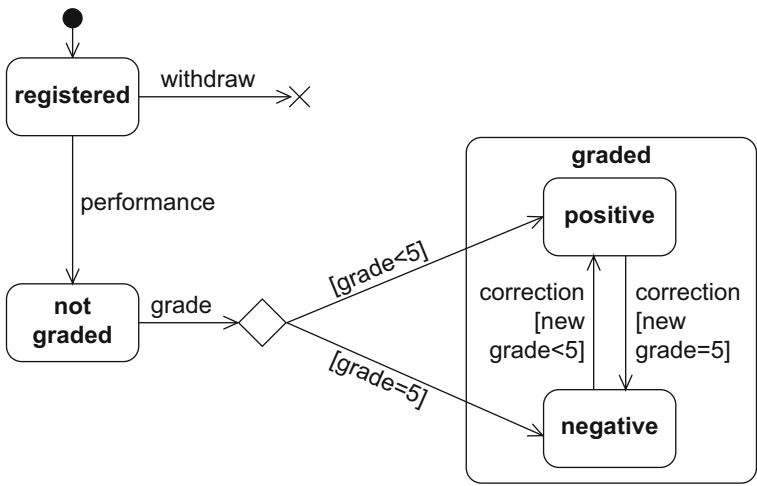 registered
withdraw
performance
not
graded
grade
[grade<5]
[grade=5]
graded
positive
correction
[new
grade<5]
correction
[new
grade=5]
negative